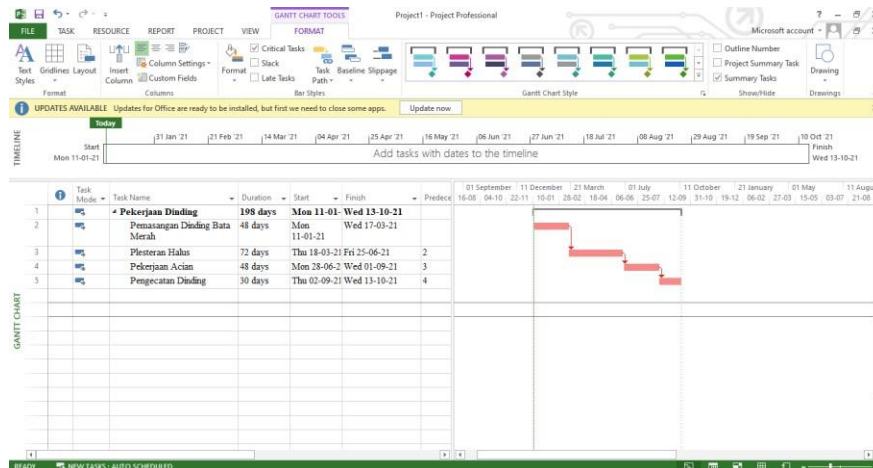 GANTT CHART TOOLS
Project1 - Project Professional
FILE TASK RESOURCE REPORT PROJECT VIEW FORMAT
Microsoft account
Text Styles
Gridlines
Layout
Format
Insert Column
Column Settings
Custom Fields
Columns
Format
Critical Tasks
Slack
Late Tasks
Task Path
Baseline
Slippage
Bar Styles
Gantt Chart Style
Outline Number
Project Summary Task
Summary Tasks
Show/Hide
Drawing
Drawings
UPDATES AVAILABLE Updates for Office are ready to be installed, but first we need to close some apps. Update now
TIMELINE
Today
31 Jan '21 21 Feb '21 14 Mar '21 04 Apr '21 25 Apr '21 16 May '21 06 Jun '21 27 Jun '21 18 Jul '21 08 Aug '21 29 Aug '21 19 Sep '21 10 Oct '21
Start
Mon 11-01-21
Add tasks with dates to the timeline
Finish
Wed 13-10-21
Task Mode Task Name Duration Start Finish Predece
01 September 11 December 21 March 01 July 11 October 21 January 01 May 11 Augu
16-08 04-10 22-11 10-01 28-02 18-04 06-06 25-07 12-09 31-10 19-12 06-02 27-03 15-05 03-07 21-08
1 Pekerjaan Dinding 198 days Mon 11-01- Wed 13-10-21
2 Pemasangan Dinding Bata Merah 48 days Mon 11-01-21 Wed 17-03-21
3 Plesteran Halus 72 days Thu 18-03-21 Fri 25-06-21 2
4 Pekerjaan Acian 48 days Mon 28-06-2 Wed 01-09-21 3
5 Pengecatan Dinding 30 days Thu 02-09-21 Wed 13-10-21 4
GANTT CHART
READY NEW TASKS : AUTO SCHEDULED